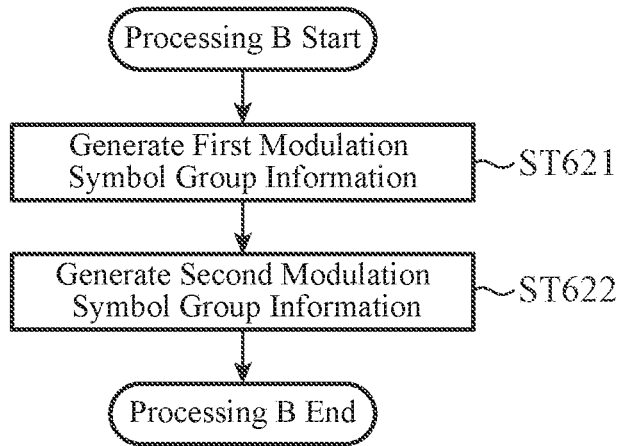 Processing B Start
Generate First Modulation
Symbol Group Information
ST621
Generate Second Modulation
Symbol Group Information
ST622
Processing B End